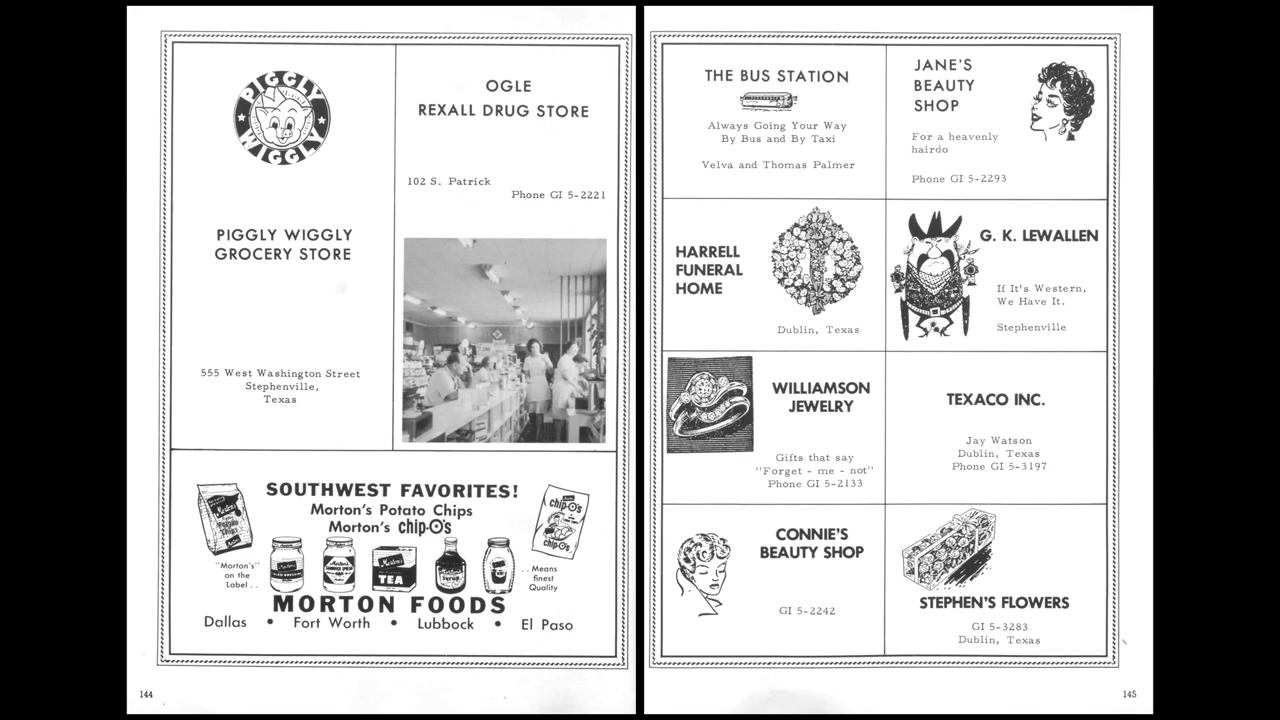 PIGGLY
WIGGLY
PIGGLY WIGGLY
GROCERY STORE
555 West Washington Street
Stephenville,
Texas
OGLE
REXALL DRUG STORE
102 S. Patrick
Phone GI 5-2221
SOUTHWEST FAVORITES!
Morton's Potato Chips
Morton's chip-O's
Morton's
Potato
Chips
chip-O's
chip-O's
"Morton's"
on the
Label . .
TEA
Syrup
. . Means
finest
Quality
MORTON FOODS
Dallas • Fort Worth • Lubbock • El Paso
144
THE BUS STATION
Always Going Your Way
By Bus and By Taxi
Velva and Thomas Palmer
JANE'S
BEAUTY
SHOP
For a heavenly
hairdo
Phone GI 5-2293
HARRELL
FUNERAL
HOME
Dublin, Texas
G. K. LEWALLEN
If It's Western,
We Have It.
Stephenville
WILLIAMSON
JEWELRY
Gifts that say
"Forget - me - not"
Phone GI 5-2133
TEXACO INC.
Jay Watson
Dublin, Texas
Phone GI 5-3197
CONNIE'S
BEAUTY SHOP
GI 5-2242
STEPHEN'S FLOWERS
GI 5-3283
Dublin, Texas
145